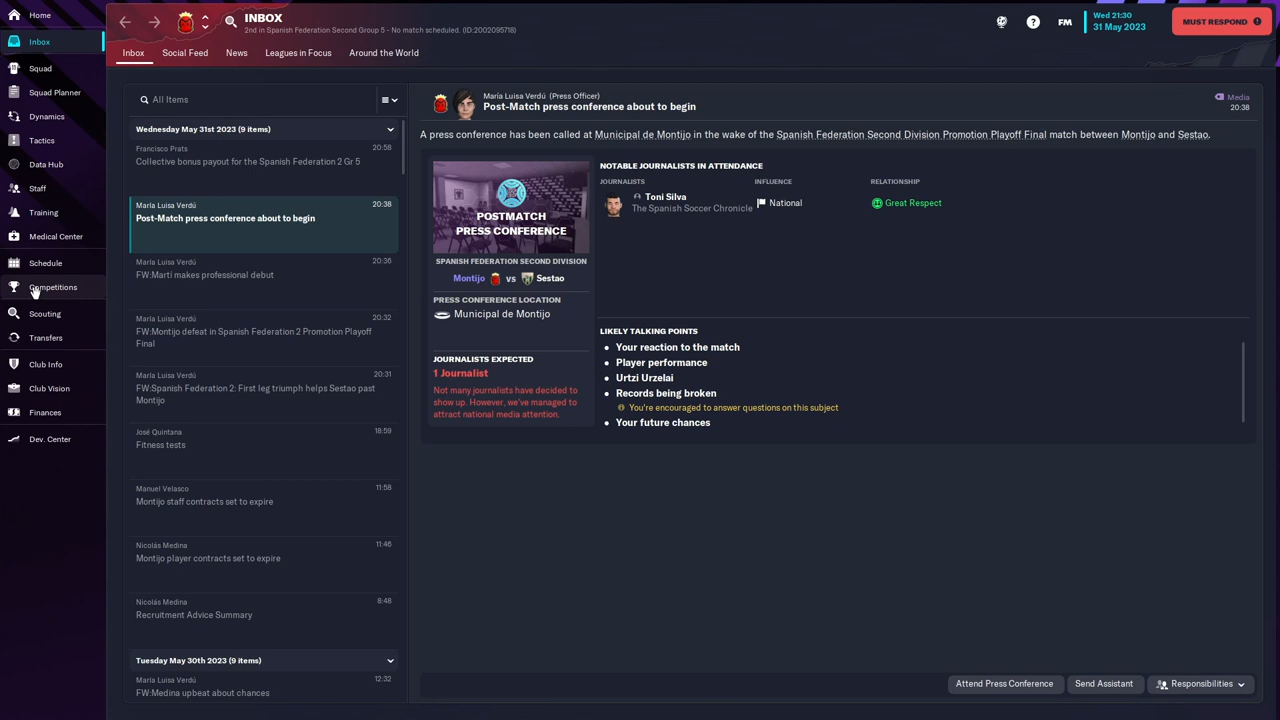 Home
Inbox
Squad
Squad Planner
Dynamics
Tactics
Data Hub
Staff
Training
Medical Center
Schedule
Competitions
Scouting
Transfers
Club Info
Club Vision
Finances
Dev. Center
INBOX
2nd in Spanish Federation Second Group 5 - No match scheduled. (ID:2002095718)
FM
Wed 21:30
31 May 2023
MUST RESPOND
Inbox
Social Feed
News
Leagues in Focus
Around the World
All Items
Wednesday May 31st 2023 (9 items)
Francisco Prats
20:58
Collective bonus payout for the Spanish Federation 2 Gr 5
María Luisa Verdú
20:38
Post-Match press conference about to begin
María Luisa Verdú
20:36
FW:Martí makes professional debut
María Luisa Verdú
20:32
FW:Montijo defeat in Spanish Federation 2 Promotion Playoff
Final
María Luisa Verdú
20:31
FW:Spanish Federation 2: First leg triumph helps Sestao past
Montijo
José Quintana
18:59
Fitness tests
Manuel Velasco
11:58
Montijo staff contracts set to expire
Nicolás Medina
11:46
Montijo player contracts set to expire
Nicolás Medina
8:48
Recruitment Advice Summary
Tuesday May 30th 2023 (9 items)
María Luisa Verdú
12:32
FW:Medina upbeat about chances
María Luisa Verdú (Press Officer)
Post-Match press conference about to begin
Media
20:38
A press conference has been called at Municipal de Montijo in the wake of the Spanish Federation Second Division Promotion Playoff Final match between Montijo and Sestao.
POSTMATCH
PRESS CONFERENCE
SPANISH FEDERATION SECOND DIVISION
Montijo vs Sestao
PRESS CONFERENCE LOCATION
Municipal de Montijo
JOURNALISTS EXPECTED
1 Journalist
Not many journalists have decided to
show up. However, we've managed to
attract national media attention.
NOTABLE JOURNALISTS IN ATTENDANCE
JOURNALISTS
INFLUENCE
RELATIONSHIP
Toni Silva
The Spanish Soccer Chronicle
National
Great Respect
LIKELY TALKING POINTS
Your reaction to the match
Player performance
Urtzi Urzelai
Records being broken
You're encouraged to answer questions on this subject
Your future chances
Attend Press Conference
Send Assistant
Responsibilities